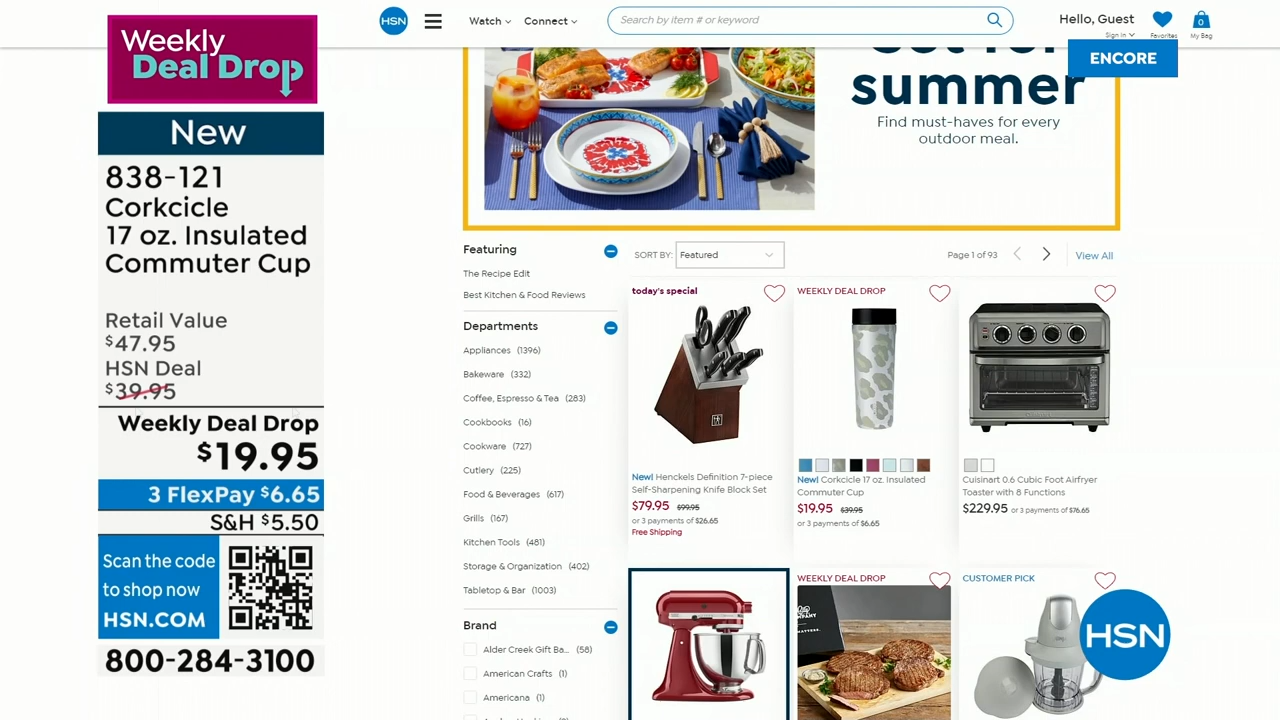 Weekly
Deal Drop
New
838-121
Corkcicle
17 oz. Insulated
Commuter Cup
Retail Value
$47.95
HSN Deal
$39.95
Weekly Deal Drop
$19.95
3 FlexPay $6.65
S&H $5.50
Scan the code
to shop now
HSN.COM
800-284-3100
HSN
Watch
Connect
Search by item # or keyword
Hello, Guest
Sign In
Favorites
0
My Bag
ENCORE
summer
Find must-haves for every
outdoor meal.
Featuring
The Recipe Edit
Best Kitchen & Food Reviews
Departments
Appliances (1396)
Bakeware (332)
Coffee, Espresso & Tea (283)
Cookbooks (16)
Cookware (727)
Cutlery (225)
Food & Beverages (617)
Grills (167)
Kitchen Tools (481)
Storage & Organization (402)
Tabletop & Bar (1003)
Brand
Alder Creek Gift Ba... (58)
American Crafts (1)
Americana (1)
SORT BY: Featured
Page 1 of 93
View All
today's special
New! Henckels Definition 7-piece
Self-Sharpening Knife Block Set
$79.95 $99.95
or 3 payments of $26.65
Free Shipping
WEEKLY DEAL DROP
New! Corkcicle 17 oz. Insulated
Commuter Cup
$19.95 $39.95
or 3 payments of $6.65
Cuisinart 0.6 Cubic Foot Airfryer
Toaster with 8 Functions
$229.95 or 3 payments of $76.65
WEEKLY DEAL DROP
CUSTOMER PICK
HSN